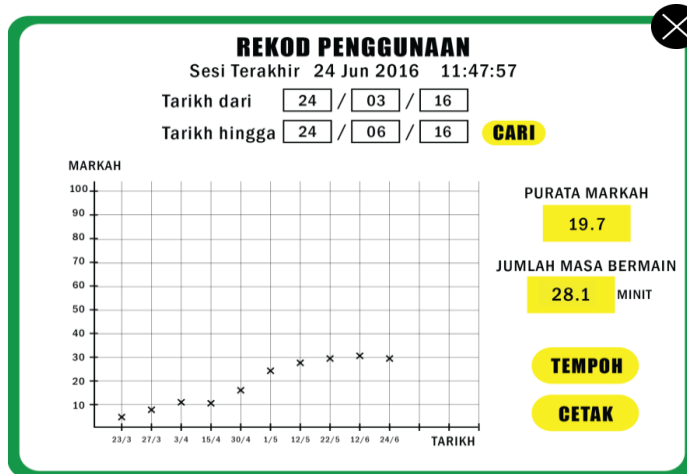 REKOD PENGGUNAAN
Sesi Terakhir 24 Jun 2016 11:47:57
Tarikh dari 24 / 03 / 16
Tarikh hingga 24 / 06 / 16 CARI
MARKAH
100
90
80
70
60
50
40
30
20
10
23/3 27/3 3/4 15/4 30/4 1/5 12/5 22/5 12/6 24/6 TARIKH
PURATA MARKAH
19.7
JUMLAH MASA BERMAIN
28.1 MINIT
TEMPOH
CETAK